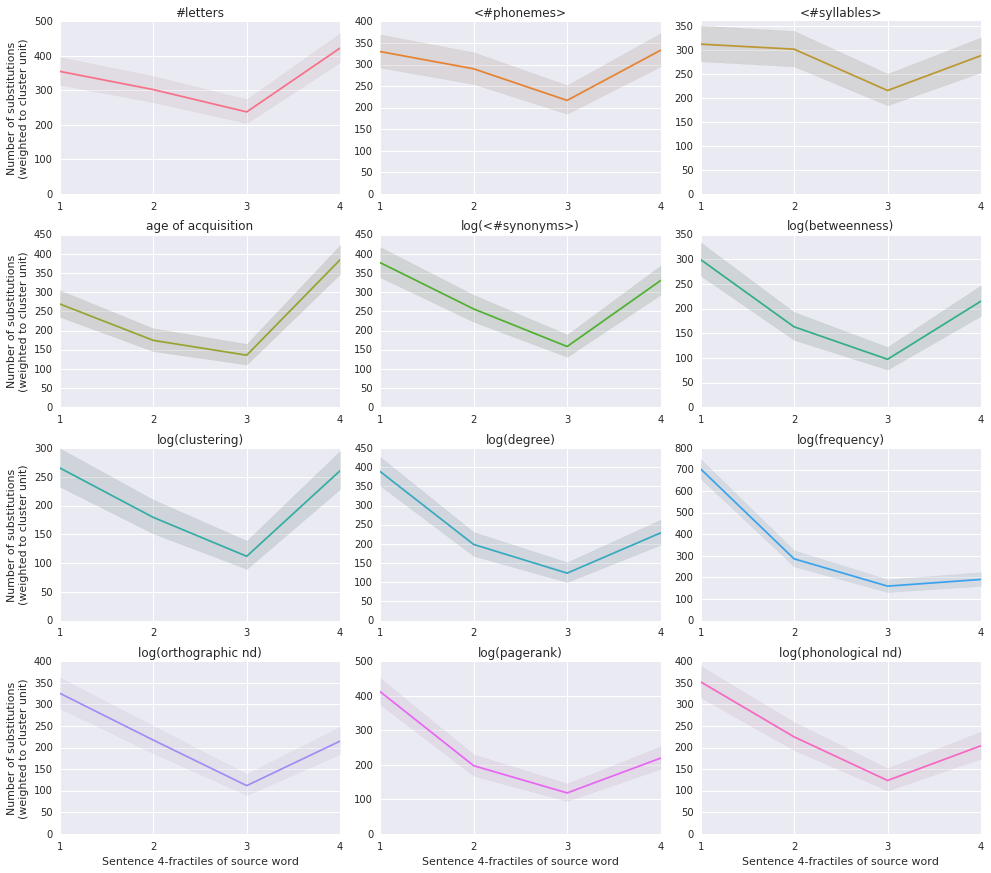 #letters
<#phonemes>
<#syllables>
Number of substitutions
(weighted to cluster unit)
500
400
300
200
100
0
1 2 3 4
400
350
300
250
200
150
100
50
0
1 2 3 4
350
300
250
200
150
100
50
0
1 2 3 4
age of acquisition
log(<#synonyms>)
log(betweenness)
Number of substitutions
(weighted to cluster unit)
450
400
350
300
250
200
150
100
50
0
1 2 3 4
450
400
350
300
250
200
150
100
50
0
1 2 3 4
350
300
250
200
150
100
50
0
1 2 3 4
log(clustering)
log(degree)
log(frequency)
Number of substitutions
(weighted to cluster unit)
300
250
200
150
100
50
0
1 2 3 4
450
400
350
300
250
200
150
100
50
0
1 2 3 4
800
700
600
500
400
300
200
100
0
1 2 3 4
log(orthographic nd)
log(pagerank)
log(phonological nd)
Number of substitutions
(weighted to cluster unit)
400
350
300
250
200
150
100
50
0
1 2 3 4
500
400
300
200
100
0
1 2 3 4
400
350
300
250
200
150
100
50
0
1 2 3 4
Sentence 4-fractiles of source word
Sentence 4-fractiles of source word
Sentence 4-fractiles of source word